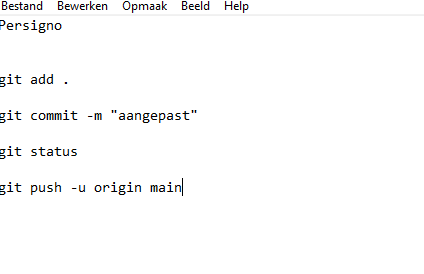 Bestand Bewerken Opmaak Beeld Help
Persigno
git add .
git commit -m "aangepast"
git status
git push -u origin main